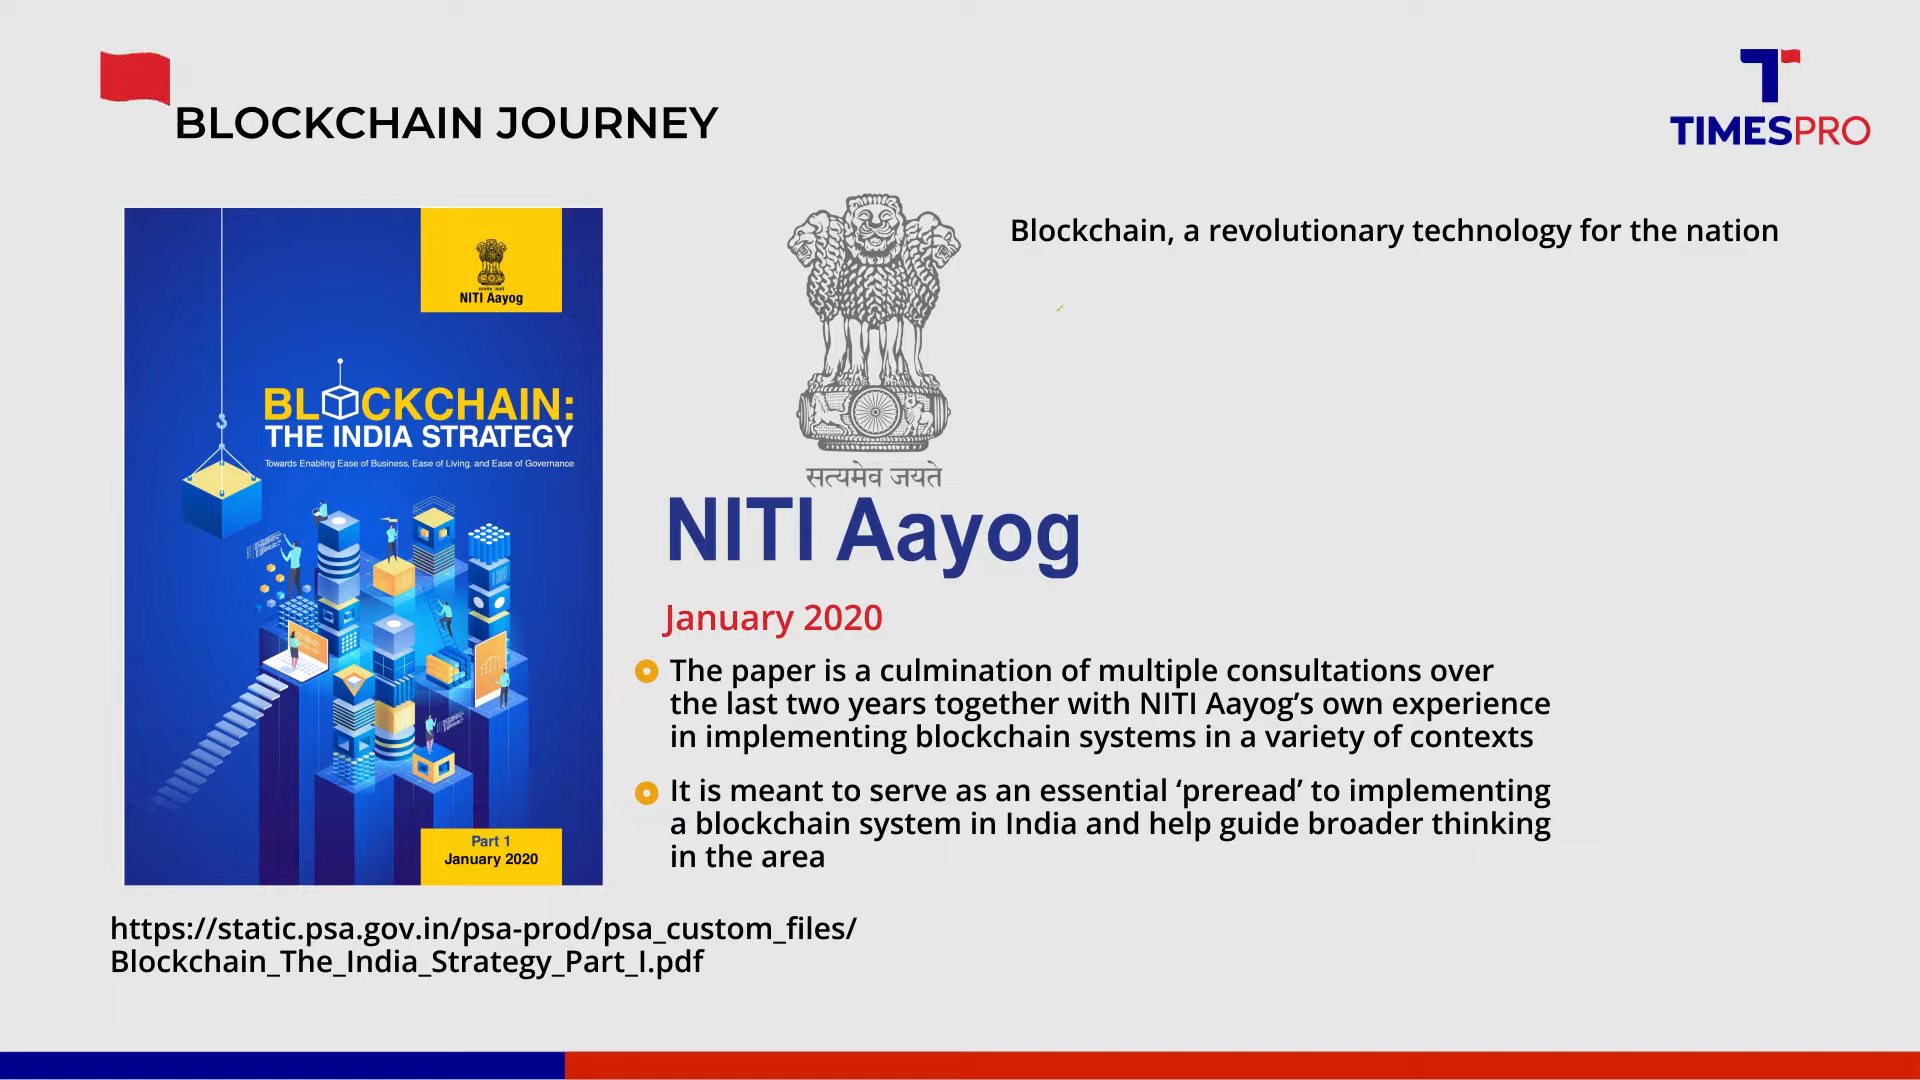 BLOCKCHAIN JOURNEY
TIMESPRO
NITI Aayog
BLOCKCHAIN:
THE INDIA STRATEGY
Towards Enabling Ease of Business, Ease of Living, and Ease of Governance
Part 1
January 2020
सत्यमेव जयते
NITI Aayog
Blockchain, a revolutionary technology for the nation
January 2020
The paper is a culmination of multiple consultations over
the last two years together with NITI Aayog’s own experience
in implementing blockchain systems in a variety of contexts
It is meant to serve as an essential ‘preread’ to implementing
a blockchain system in India and help guide broader thinking
in the area
https://static.psa.gov.in/psa-prod/psa_custom_files/
Blockchain_The_India_Strategy_Part_I.pdf